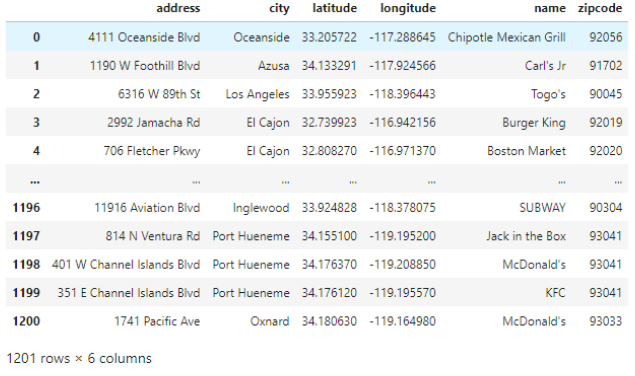 address city latitude longitude name zipcode
0 4111 Oceanside Blvd Oceanside 33.205722 -117.288645 Chipotle Mexican Grill 92056
1 1190 W Foothill Blvd Azusa 34.133291 -117.924566 Carl's Jr 91702
2 6316 W 89th St Los Angeles 33.955923 -118.396443 Togo's 90045
3 2992 Jamacha Rd El Cajon 32.739923 -116.942156 Burger King 92019
4 706 Fletcher Pkwy El Cajon 32.808270 -116.971370 Boston Market 92020
... ... ... ... ... ... ...
1196 11916 Aviation Blvd Inglewood 33.924828 -118.378075 SUBWAY 90304
1197 814 N Ventura Rd Port Hueneme 34.155100 -119.195200 Jack in the Box 93041
1198 401 W Channel Islands Blvd Port Hueneme 34.176370 -119.208850 McDonald's 93041
1199 351 E Channel Islands Blvd Port Hueneme 34.176120 -119.195570 KFC 93041
1200 1741 Pacific Ave Oxnard 34.180630 -119.164980 McDonald's 93033
1201 rows × 6 columns